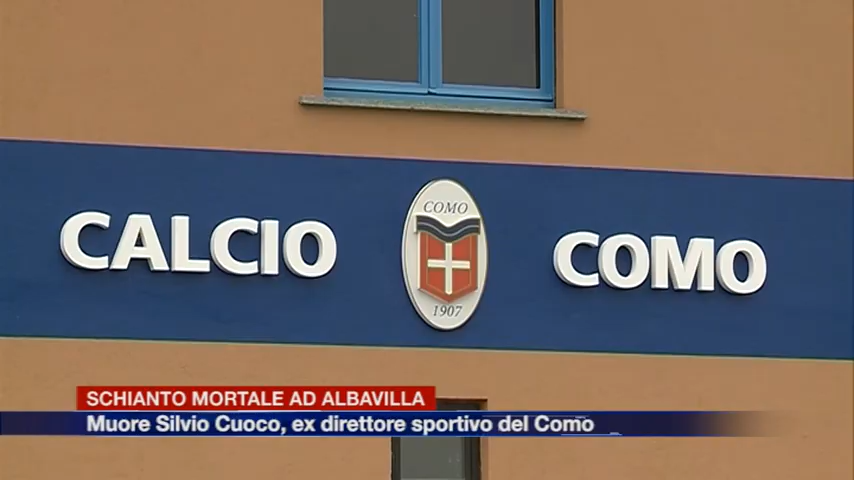 CALCIO COMO
COMO
1907
SCHIANTO MORTALE AD ALBAVILLA
Muore Silvio Cuoco, ex direttore sportivo del Como